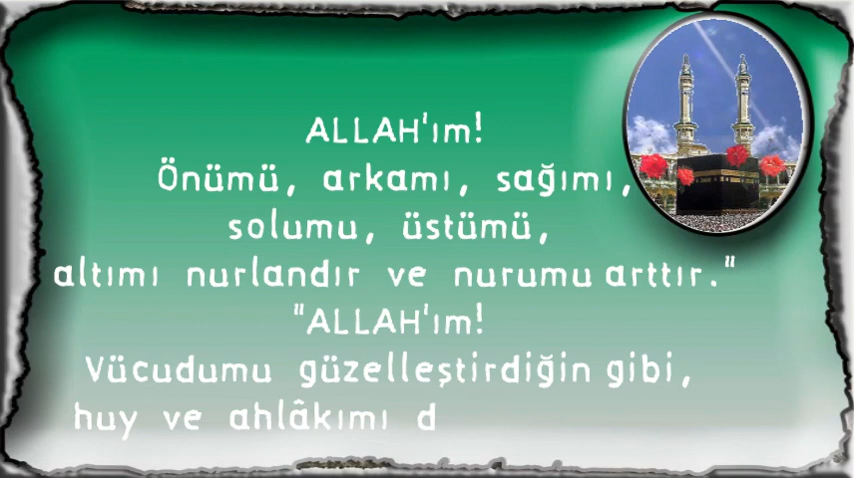 ALLAH'ım!
Önümü, arkamı, sağımı,
solumu, üstümü,
altımı nurlandır ve nurumu arttır."
"ALLAH'ım!
Vücudumu güzelleştirdiğin gibi,
huy ve ahlâkımı d